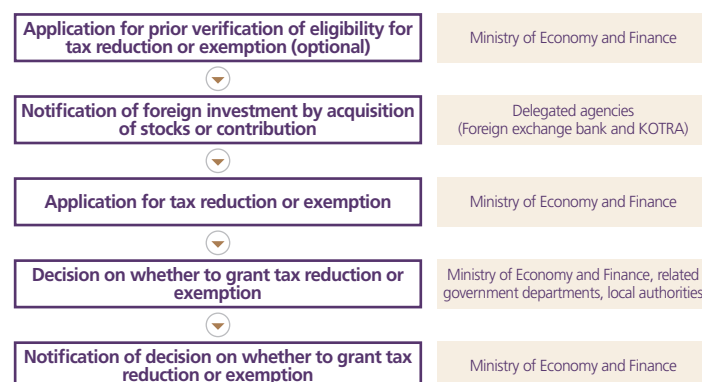 Application for prior verification of eligibility for
tax reduction or exemption (optional)
Ministry of Economy and Finance
Notification of foreign investment by acquisition
of stocks or contribution
Delegated agencies
(Foreign exchange bank and KOTRA)
Application for tax reduction or exemption
Ministry of Economy and Finance
Decision on whether to grant tax reduction or
exemption
Ministry of Economy and Finance, related
government departments, local authorities
Notification of decision on whether to grant tax
reduction or exemption
Ministry of Economy and Finance